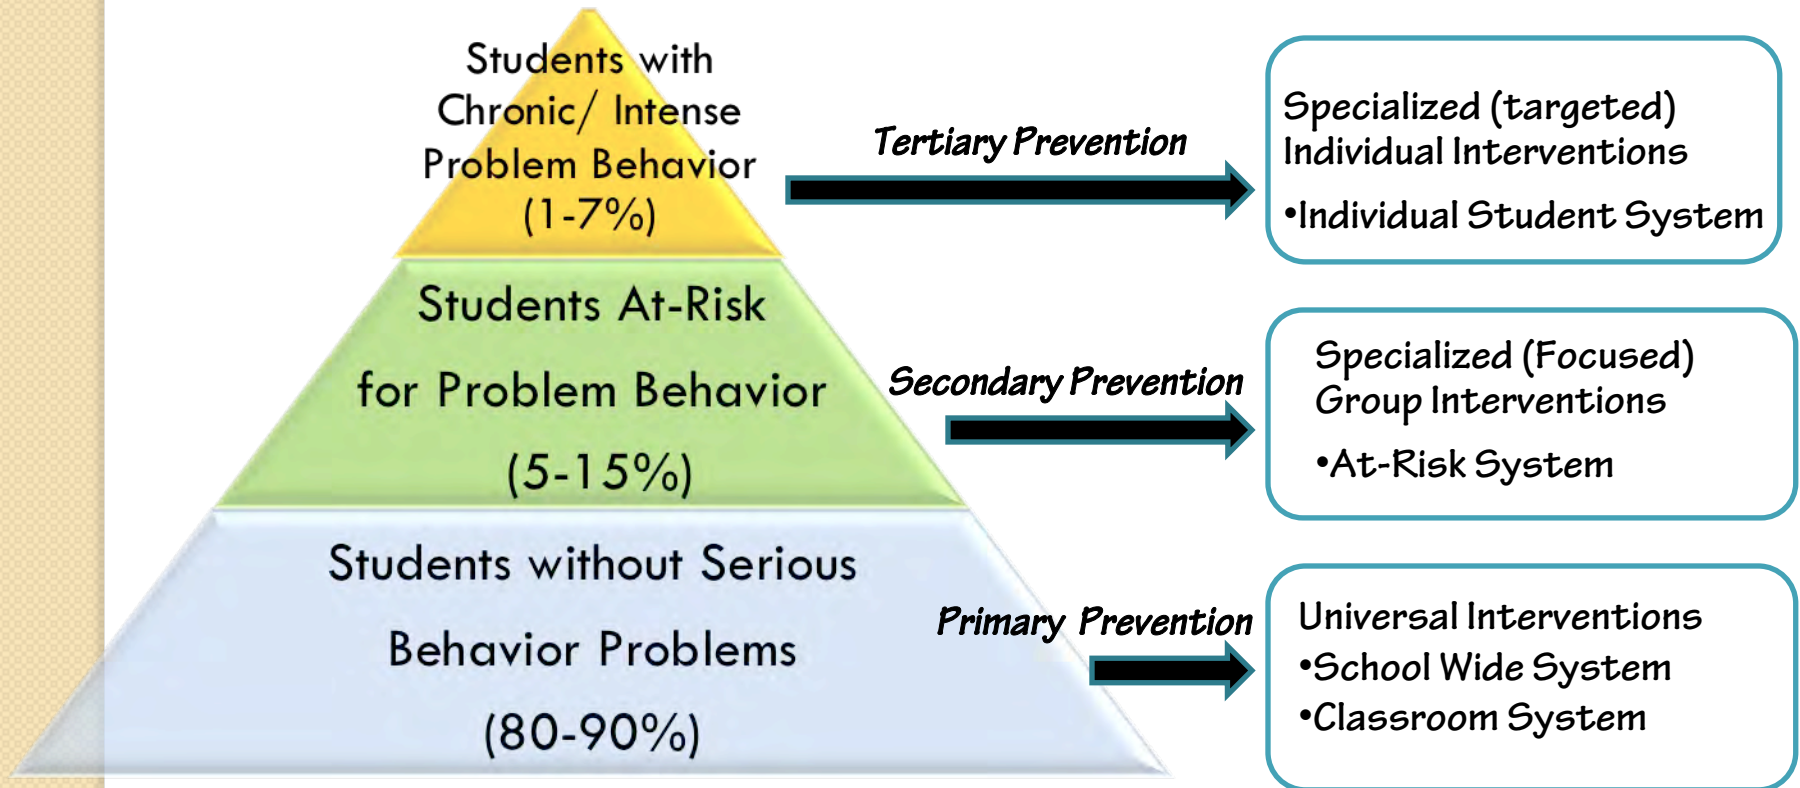 Students with
Chronic/ Intense
Problem Behavior
(1-7%)
Tertiary Prevention
Specialized (targeted)
Individual Interventions
•Individual Student System
Students At-Risk
for Problem Behavior
(5-15%)
Secondary Prevention
Specialized (Focused)
Group Interventions
•At-Risk System
Students without Serious
Behavior Problems
(80-90%)
Primary Prevention
Universal Interventions
•School Wide System
•Classroom System